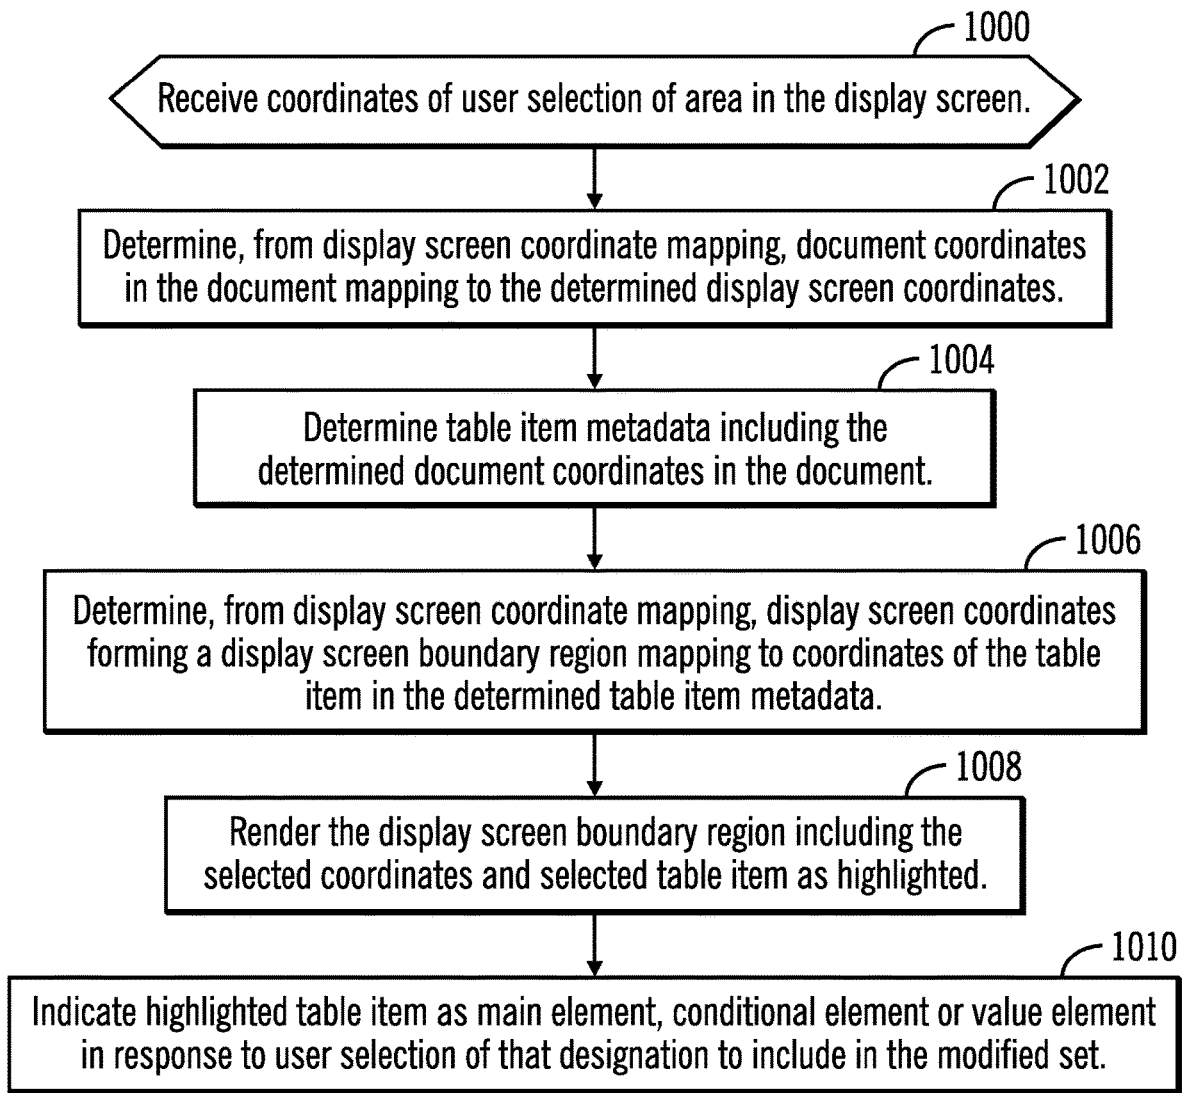 1000
Receive coordinates of user selection of area in the display screen.
1002
Determine, from display screen coordinate mapping, document coordinates
in the document mapping to the determined display screen coordinates.
1004
Determine table item metadata including the
determined document coordinates in the document.
1006
Determine, from display screen coordinate mapping, display screen coordinates
forming a display screen boundary region mapping to coordinates of the table
item in the determined table item metadata.
1008
Render the display screen boundary region including the
selected coordinates and selected table item as highlighted.
1010
Indicate highlighted table item as main element, conditional element or value element
in response to user selection of that designation to include in the modified set.